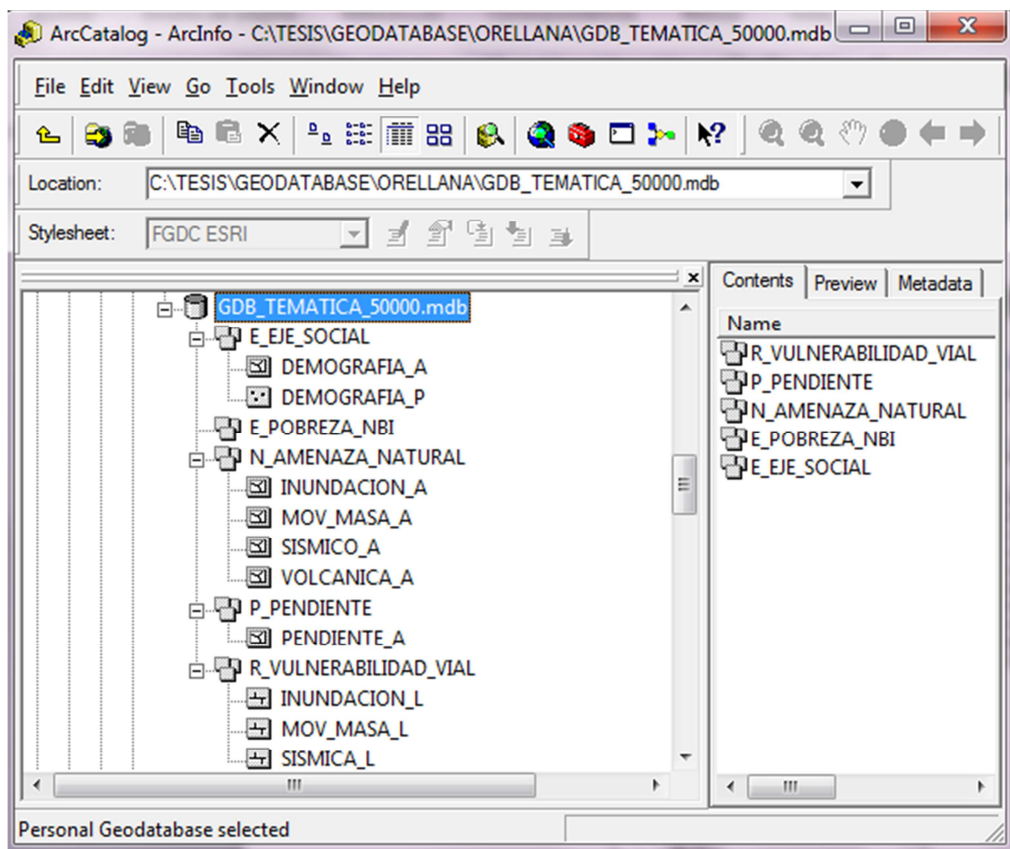 ArcCatalog - ArcInfo - C:\TESIS\GEODATABASE\ORELLANA\GDB_TEMATICA_50000.mdb
File Edit View Go Tools Window Help
Location: C:\TESIS\GEODATABASE\ORELLANA\GDB_TEMATICA_50000.mdb
Stylesheet: FGDC ESRI
GDB_TEMATICA_50000.mdb
E_EJE_SOCIAL
DEMOGRAFIA_A
DEMOGRAFIA_P
E_POBREZA_NBI
N_AMENAZA_NATURAL
INUNDACION_A
MOV_MASA_A
SISMICO_A
VOLCANICA_A
P_PENDIENTE
PENDIENTE_A
R_VULNERABILIDAD_VIAL
INUNDACION_L
MOV_MASA_L
SISMICA_L
Contents Preview Metadata
Name
R_VULNERABILIDAD_VIAL
P_PENDIENTE
N_AMENAZA_NATURAL
E_POBREZA_NBI
E_EJE_SOCIAL
Personal Geodatabase selected